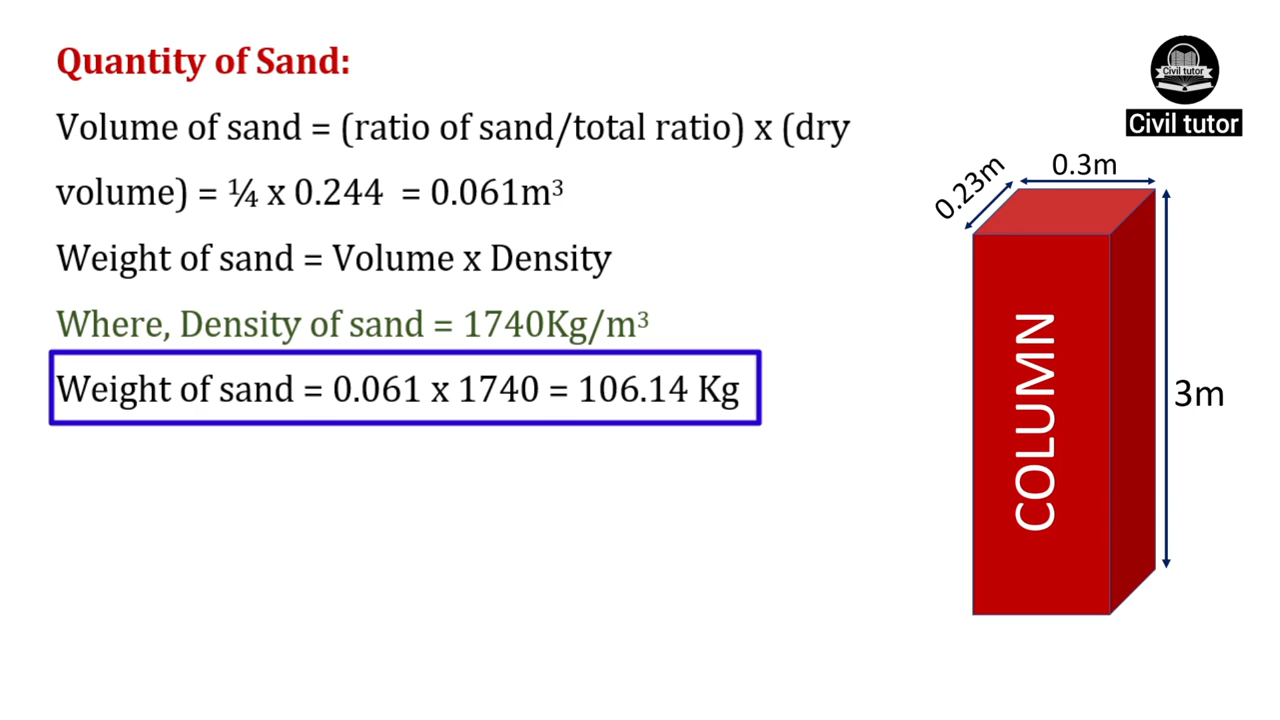 Quantity of Sand:
Volume of sand = (ratio of sand/total ratio) x (dry
volume) = ¼ x 0.244 = 0.061m³
Weight of sand = Volume x Density
Where, Density of sand = 1740Kg/m³
Weight of sand = 0.061 x 1740 = 106.14 Kg
Civil tutor
Civil tutor
0.23m
0.3m
COLUMN
3m